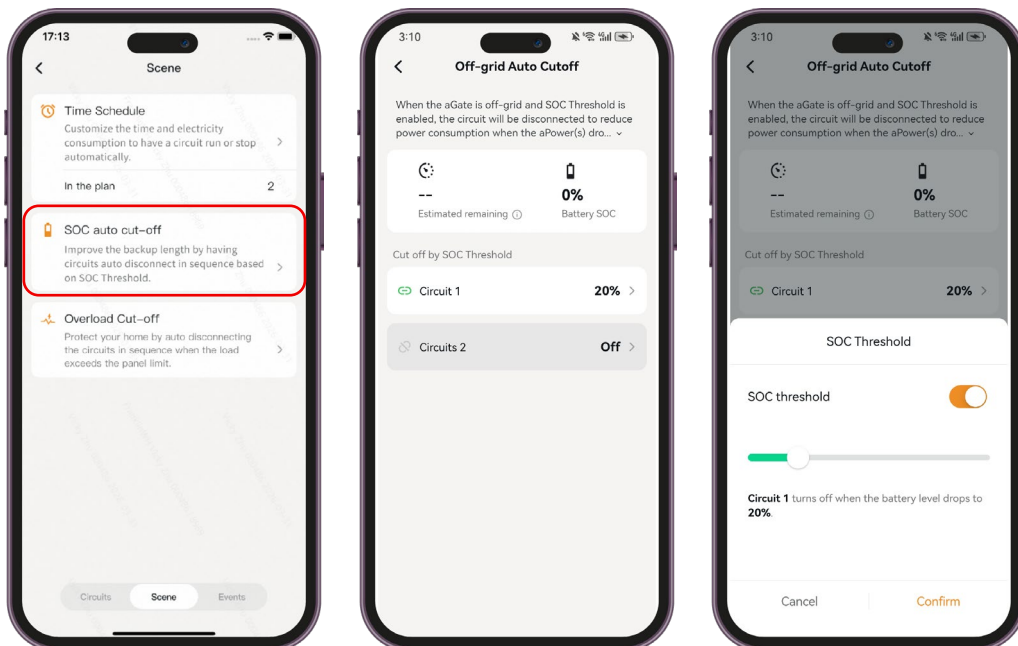 17:13
Scene
Time Schedule
Customize the time and electricity
consumption to have a circuit run or stop
automatically.
In the plan 2
SOC auto cut-off
Improve the backup length by having
circuits auto disconnect in sequence based
on SOC Threshold.
Overload Cut-off
Protect your home by auto disconnecting
the circuits in sequence when the load
exceeds the panel limit.
Circuits Scene Events
3:10
Off-grid Auto Cutoff
When the aGate is off-grid and SOC Threshold is
enabled, the circuit will be disconnected to reduce
power consumption when the aPower(s) dro...
-- 0%
Estimated remaining Battery SOC
Cut off by SOC Threshold
Circuit 1 20%
Circuits 2 Off
3:10
Off-grid Auto Cutoff
When the aGate is off-grid and SOC Threshold is
enabled, the circuit will be disconnected to reduce
power consumption when the aPower(s) dro...
-- 0%
Estimated remaining Battery SOC
Cut off by SOC Threshold
Circuit 1 20%
SOC Threshold
SOC threshold
Circuit 1 turns off when the battery level drops to
20%.
Cancel Confirm